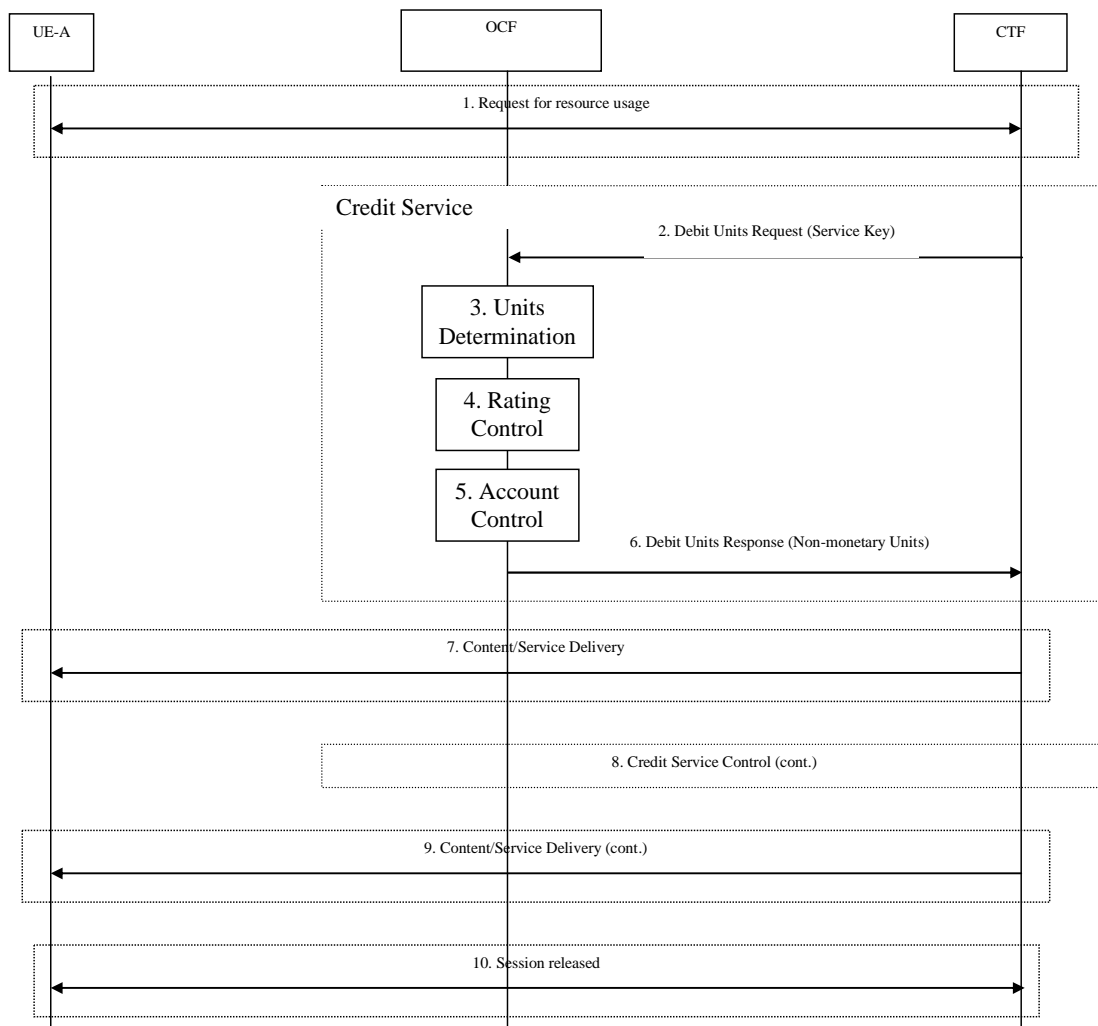 UE-A
OCF
CTF
1. Request for resource usage
Credit Service
2. Debit Units Request (Service Key)
3. Units
Determination
4. Rating
Control
5. Account
Control
6. Debit Units Response (Non-monetary Units)
7. Content/Service Delivery
8. Credit Service Control (cont.)
9. Content/Service Delivery (cont.)
10. Session released